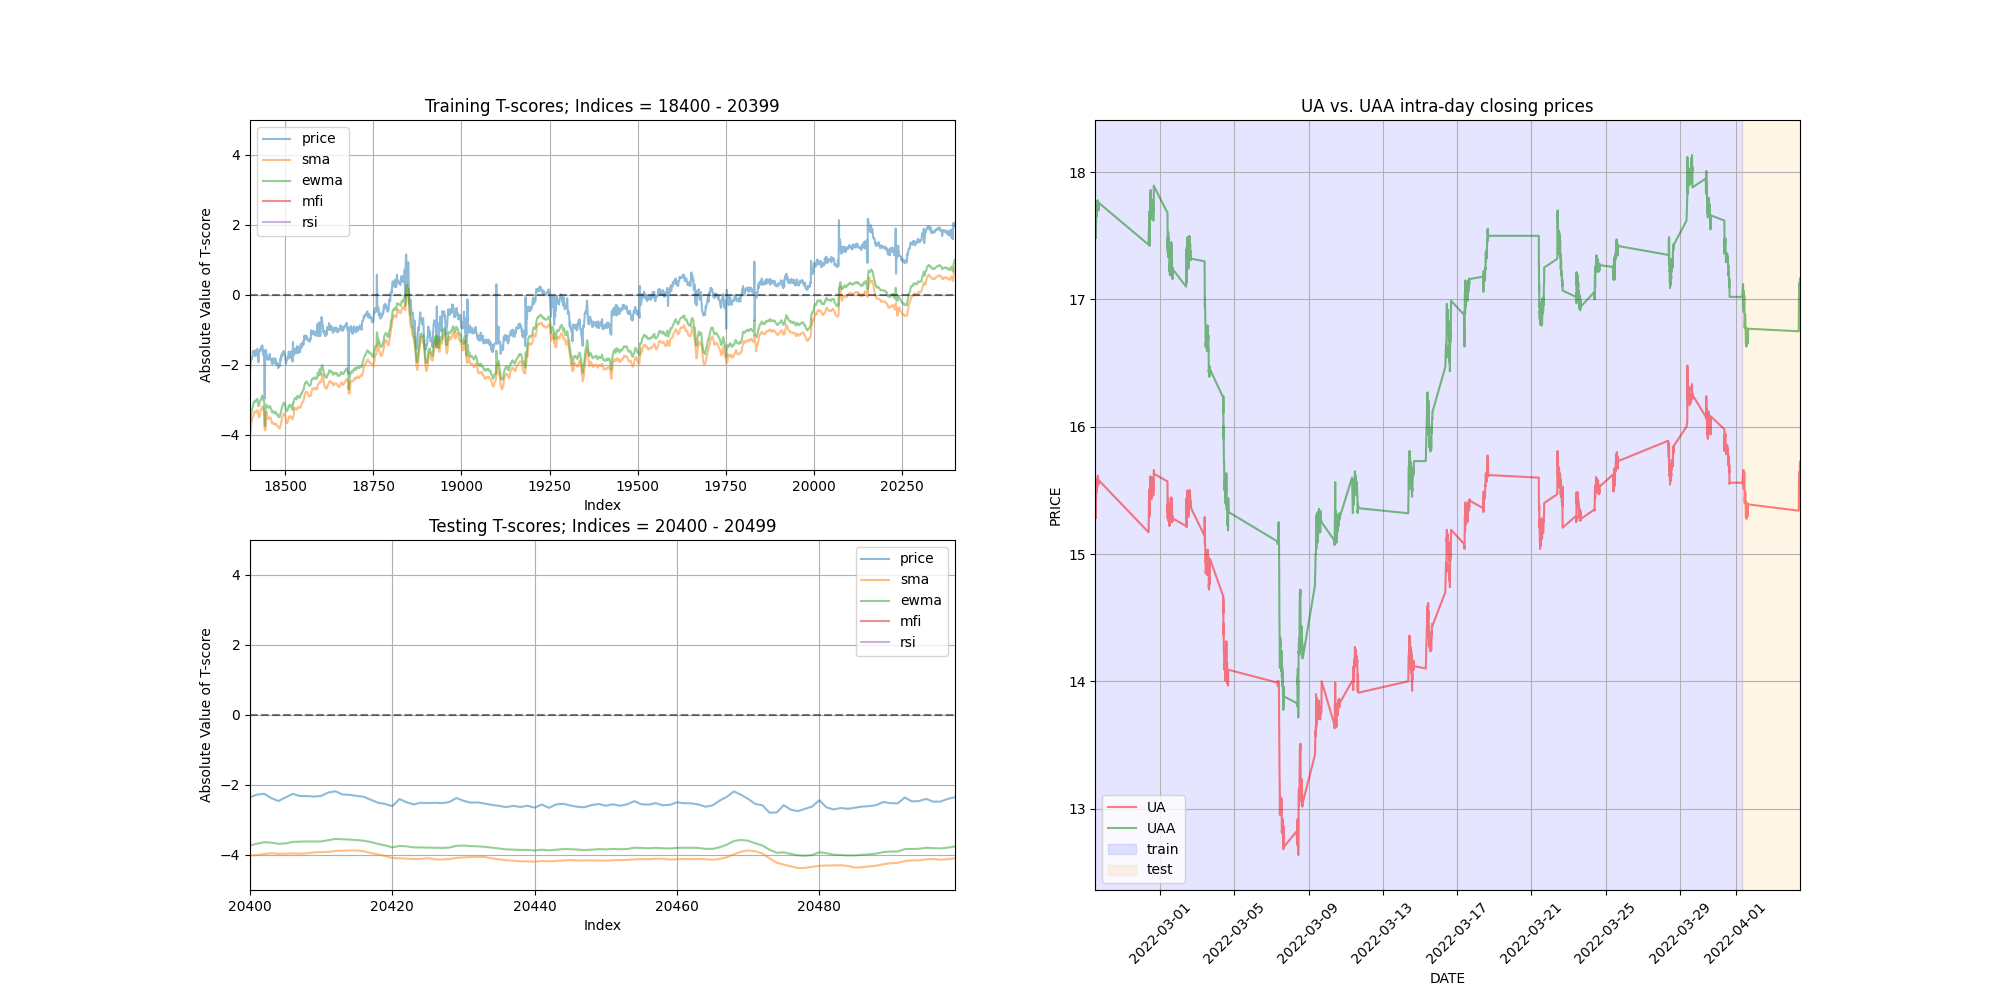 Training T-scores; Indices = 18400 - 20399
Absolute Value of T-score
4
2
0
−2
−4
price
sma
ewma
mfi
rsi
18500 18750 19000 19250 19500 19750 20000 20250
Index
Testing T-scores; Indices = 20400 - 20499
Absolute Value of T-score
4
2
0
−2
−4
price
sma
ewma
mfi
rsi
20400 20420 20440 20460 20480
Index
UA vs. UAA intra-day closing prices
PRICE
18
17
16
15
14
13
UA
UAA
train
test
2022-03-01 2022-03-05 2022-03-09 2022-03-13 2022-03-17 2022-03-21 2022-03-25 2022-03-29 2022-04-01
DATE